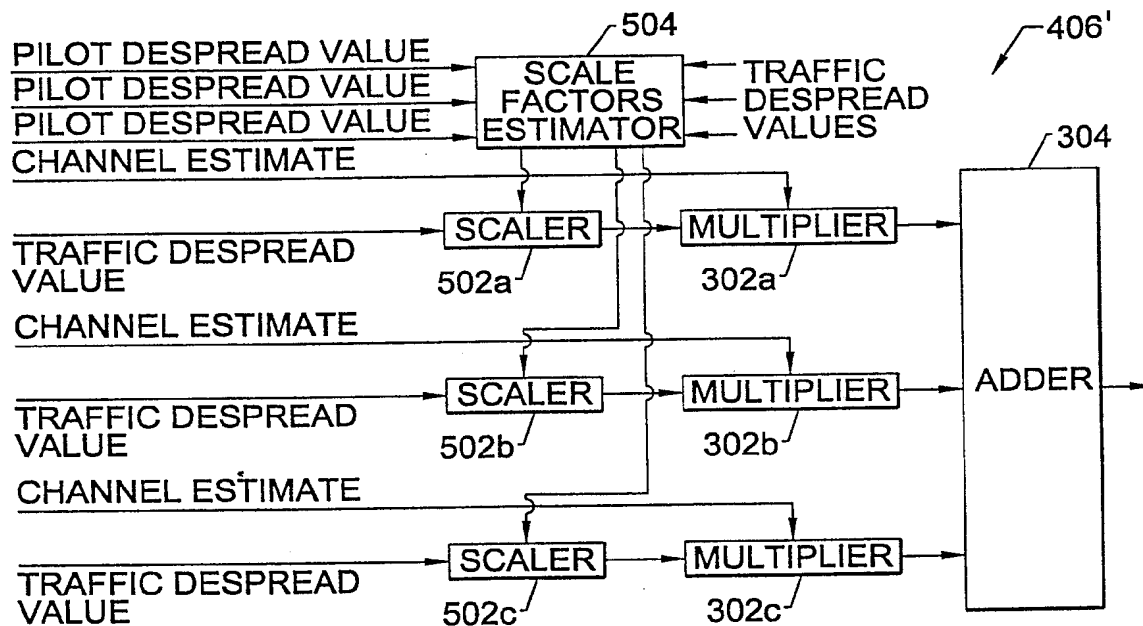 504
406'
PILOT DESPREAD VALUE
PILOT DESPREAD VALUE
PILOT DESPREAD VALUE
SCALE
FACTORS
ESTIMATOR
TRAFFIC
DESPREAD
VALUES
CHANNEL ESTIMATE
304
SCALER
MULTIPLIER
TRAFFIC DESPREAD
VALUE
502a
302a
CHANNEL ESTIMATE
ADDER
SCALER
MULTIPLIER
TRAFFIC DESPREAD
VALUE
502b
302b
CHANNEL ESTIMATE
SCALER
MULTIPLIER
TRAFFIC DESPREAD
VALUE
502c
302c